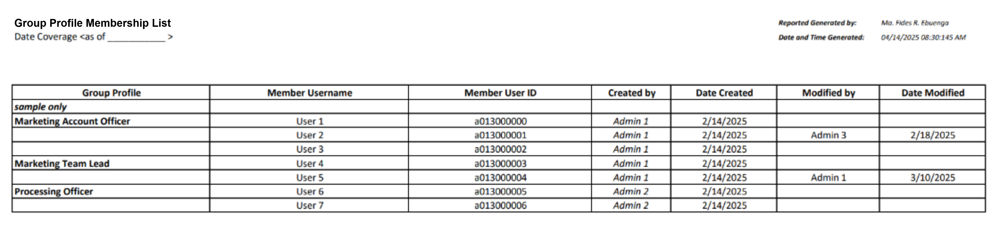 Group Profile Membership List
Date Coverage <as of ___________ >
Reported Generated by: Ma. Fides R. Ebuenga
Date and Time Generated: 04/14/2025 08:30:145 AM
Group Profile Member Username Member User ID Created by Date Created Modified by Date Modified
sample only
Marketing Account Officer User 1 a013000000 Admin 1 2/14/2025
User 2 a013000001 Admin 1 2/14/2025 Admin 3 2/18/2025
User 3 a013000002 Admin 1 2/14/2025
Marketing Team Lead User 4 a013000003 Admin 1 2/14/2025
User 5 a013000004 Admin 1 2/14/2025 Admin 1 3/10/2025
Processing Officer User 6 a013000005 Admin 2 2/14/2025
User 7 a013000006 Admin 2 2/14/2025